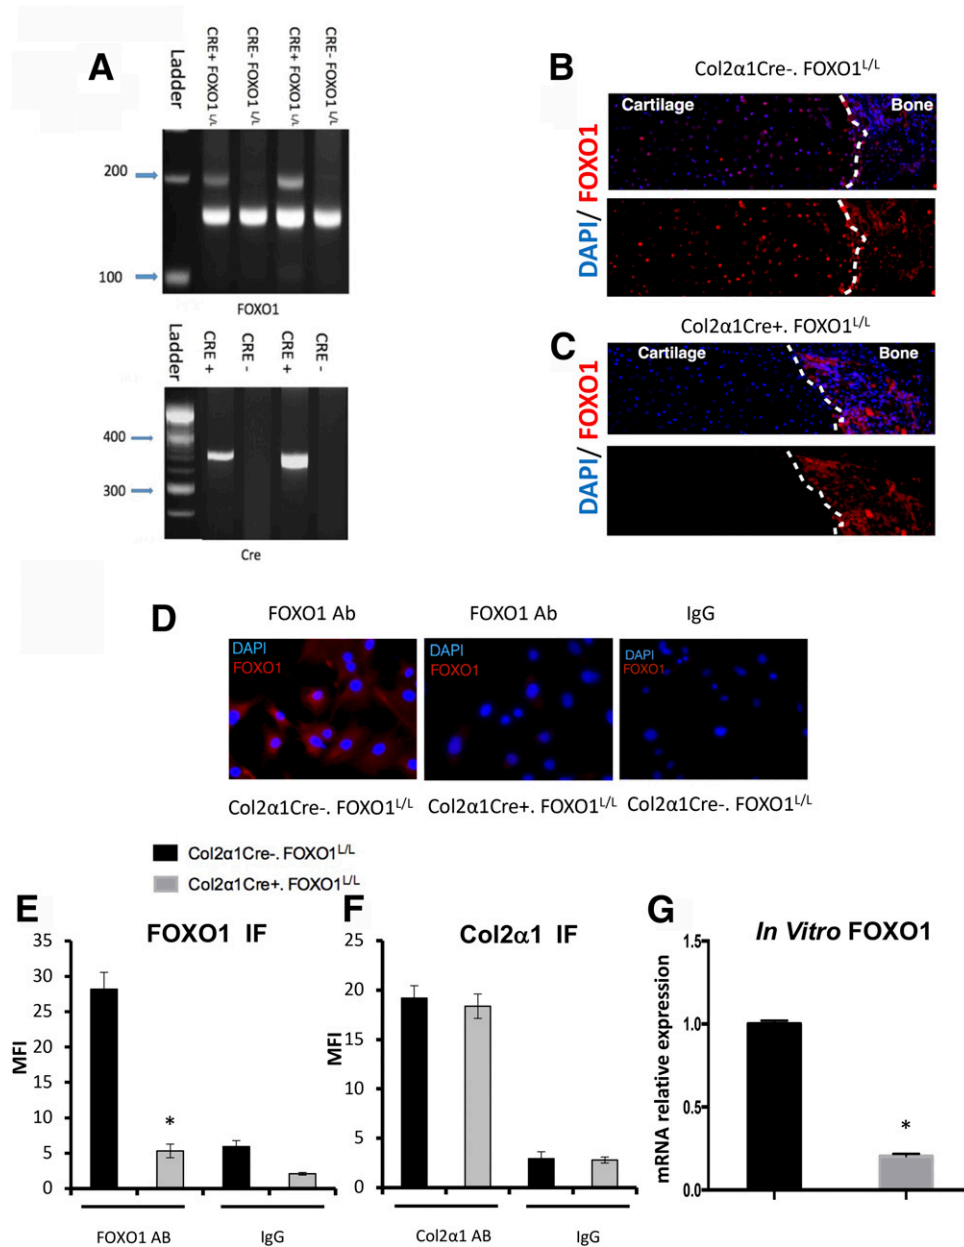 A
Ladder
CRE+ FOXO1 L/L
CRE- FOXO1 L/L
CRE+ FOXO1 L/L
CRE- FOXO1 L/L
200
100
FOXO1
Ladder
CRE +
CRE -
CRE +
CRE -
400
300
Cre
B
Col2α1Cre-. FOXO1L/L
DAPI/ FOXO1
Cartilage
Bone
C
Col2α1Cre+. FOXO1L/L
DAPI/ FOXO1
Cartilage
Bone
D
FOXO1 Ab
FOXO1 Ab
IgG
DAPI
FOXO1
DAPI
FOXO1
DAPI
FOXO1
Col2α1Cre-. FOXO1L/L
Col2α1Cre+. FOXO1L/L
Col2α1Cre-. FOXO1L/L
Col2α1Cre-. FOXO1L/L
Col2α1Cre+. FOXO1L/L
E
FOXO1 IF
MFI
35
30
25
20
15
10
5
0
*
FOXO1 AB
IgG
F
Col2α1 IF
MFI
25
20
15
10
5
0
Col2α1 AB
IgG
G
In Vitro FOXO1
mRNA relative expression
1.5
1.0
0.5
0.0
*